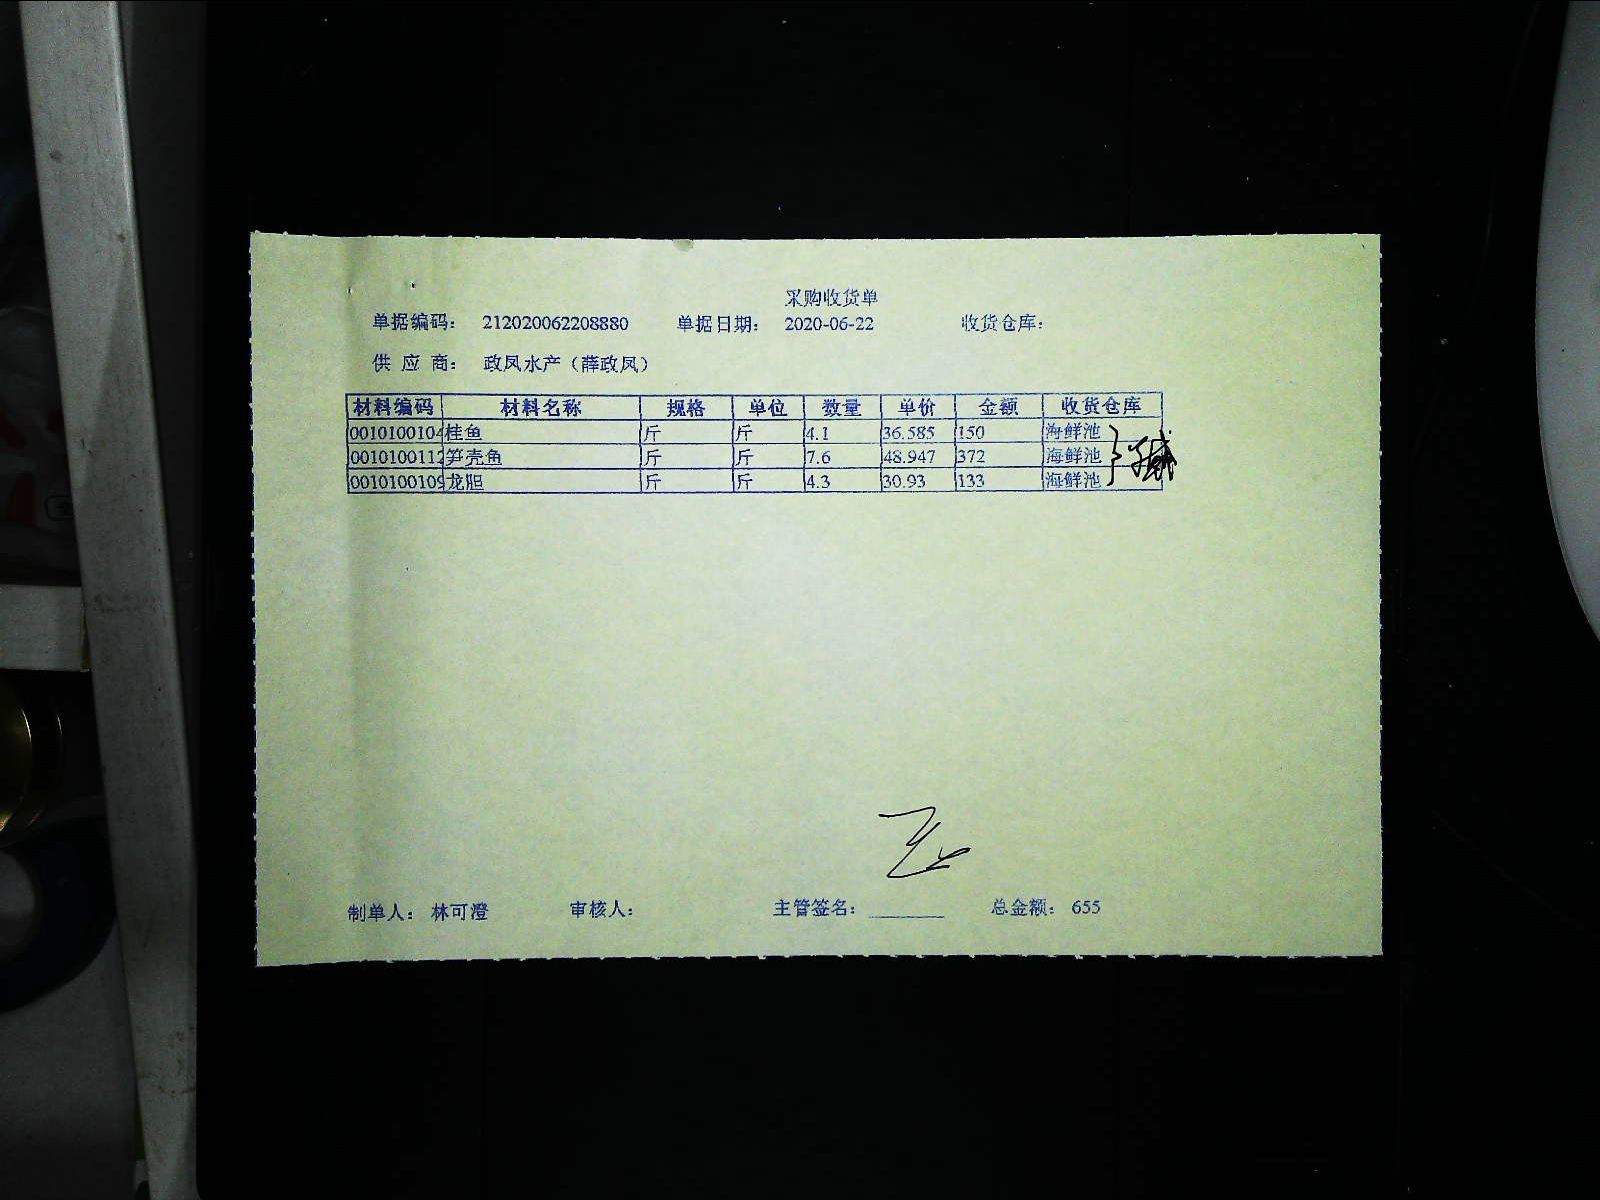 采购收货单
单据编码： 212020062208880 单据日期： 2020-06-22 收货仓库：
供 应 商： 政凤水产（薛政凤）
材料编码 材料名称 规格 单位 数量 单价 金额 收货仓库
0010100104 桂鱼 斤 斤 4.1 36.585 150 海鲜池
0010100112 笋壳鱼 斤 斤 7.6 48.947 372 海鲜池
0010100109 龙胆 斤 斤 4.3 30.93 133 海鲜池
制单人： 林可澄 审核人： 主管签名： 总金额： 655